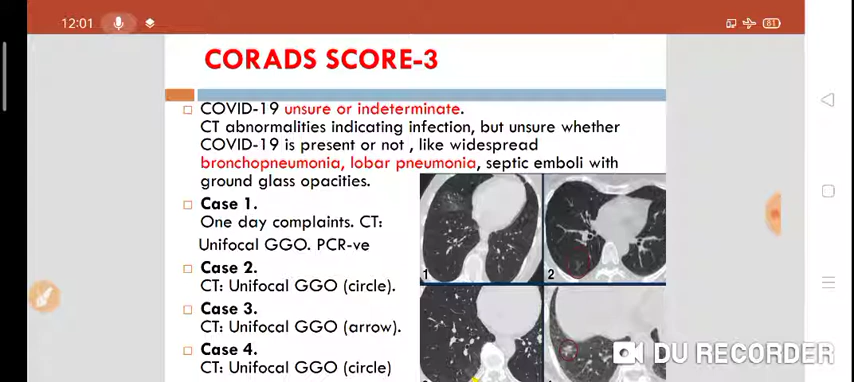 12:01
81
CORADS SCORE-3
COVID-19 unsure or indeterminate.
CT abnormalities indicating infection, but unsure whether
COVID-19 is present or not , like widespread
bronchopneumonia, lobar pneumonia, septic emboli with
ground glass opacities.
Case 1.
One day complaints. CT:
Unifocal GGO. PCR-ve
Case 2.
CT: Unifocal GGO (circle).
Case 3.
CT: Unifocal GGO (arrow).
Case 4.
CT: Unifocal GGO (circle)
1
2
DU RECORDER